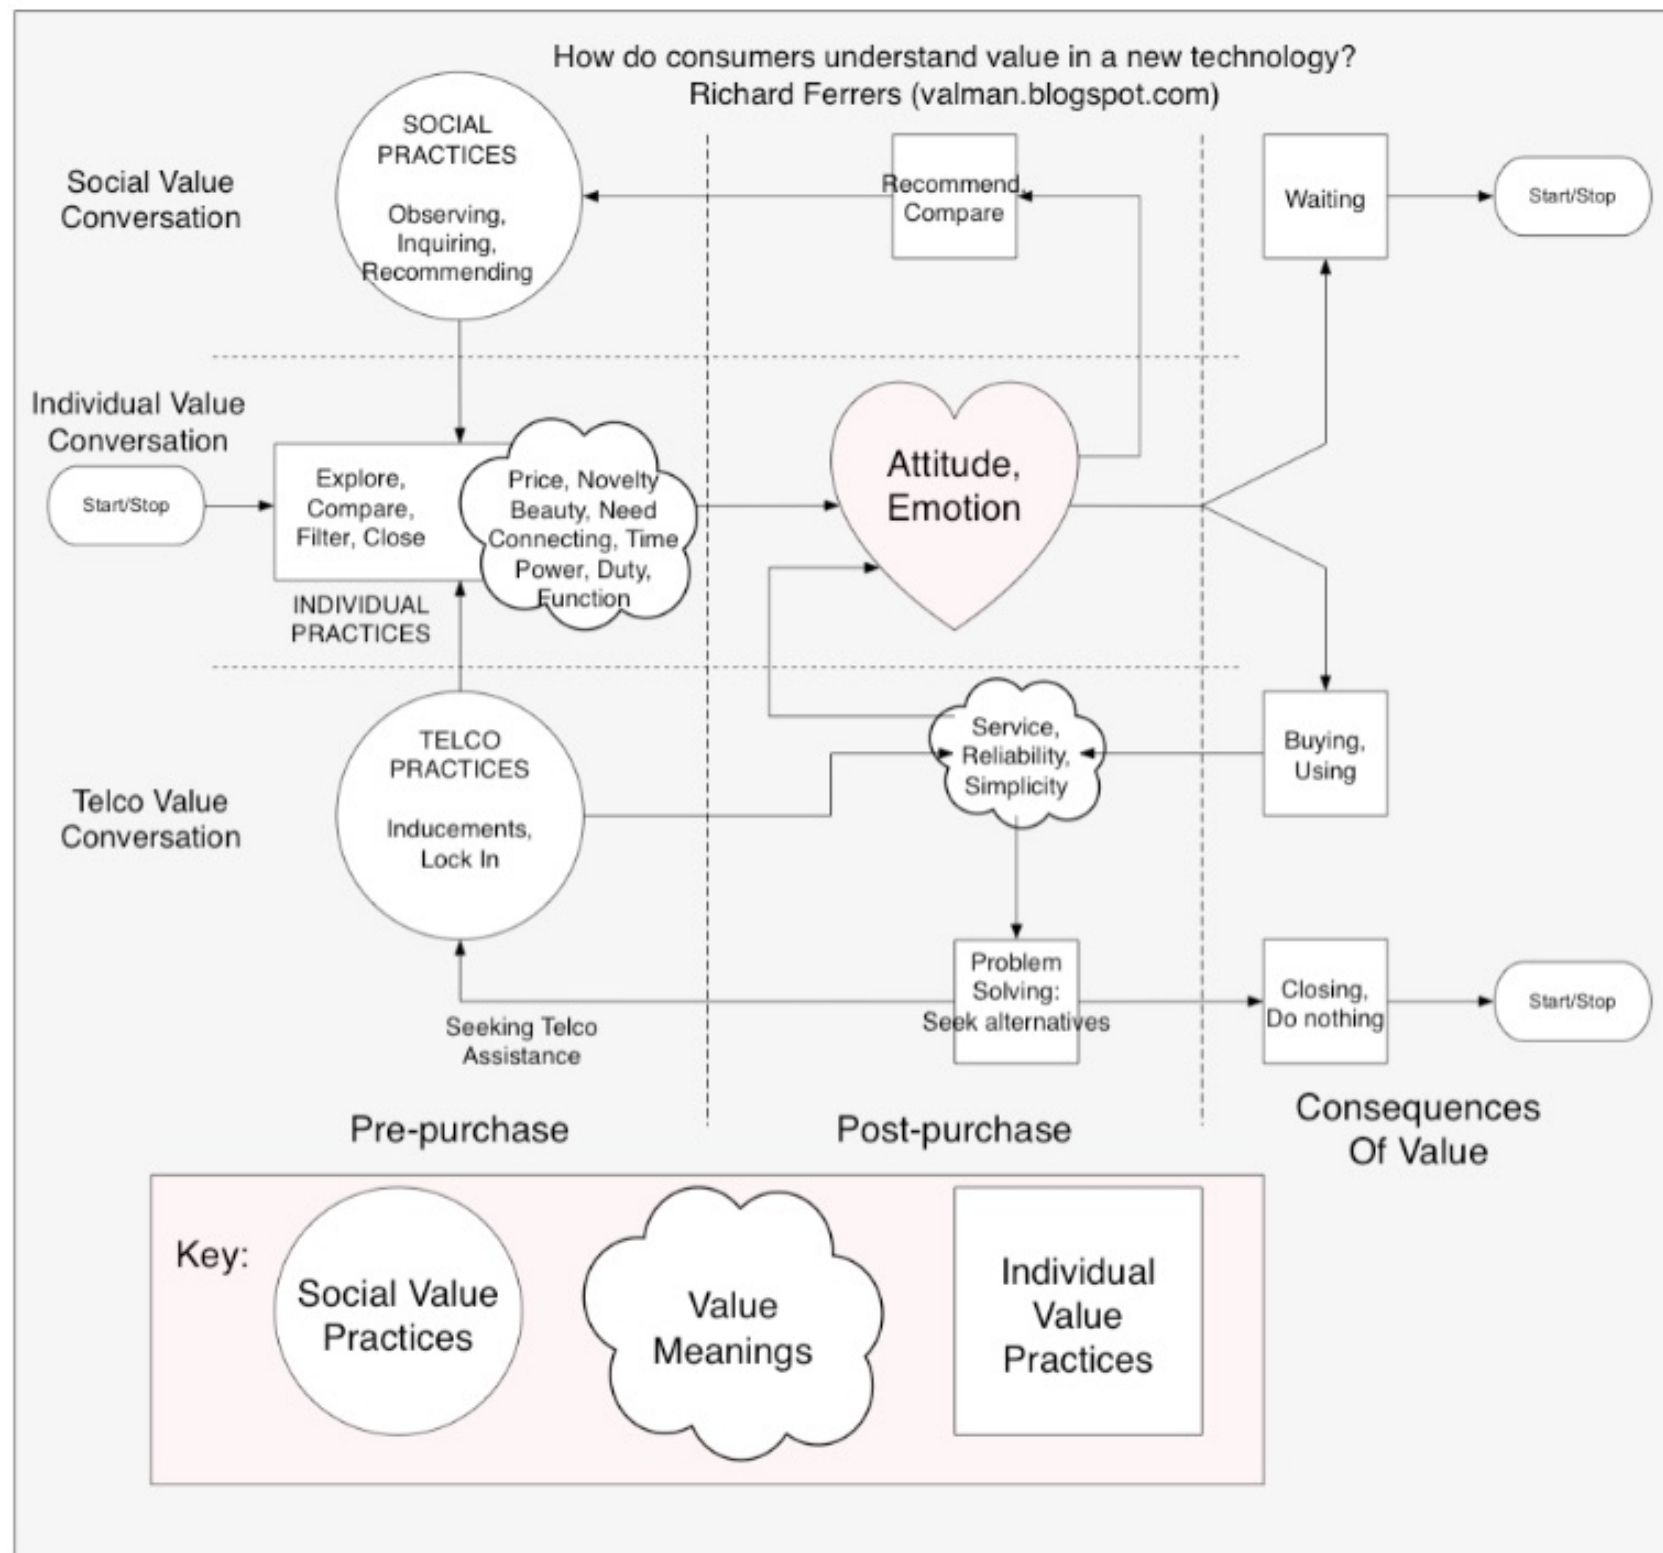 How do consumers understand value in a new technology?
Richard Ferrers (valman.blogspot.com)
Social Value
Conversation
SOCIAL
PRACTICES
Observing,
Inquiring,
Recommending
Recommend,
Compare
Waiting
Start/Stop
Individual Value
Conversation
Start/Stop
Explore,
Compare,
Filter, Close
INDIVIDUAL
PRACTICES
Price, Novelty
Beauty, Need
Connecting, Time
Power, Duty,
Function
Attitude,
Emotion
Telco Value
Conversation
TELCO
PRACTICES
Inducements,
Lock In
Service,
Reliability,
Simplicity
Buying,
Using
Seeking Telco
Assistance
Problem
Solving:
Seek alternatives
Closing,
Do nothing
Start/Stop
Pre-purchase
Post-purchase
Consequences
Of Value
Key:
Social Value
Practices
Value
Meanings
Individual
Value
Practices